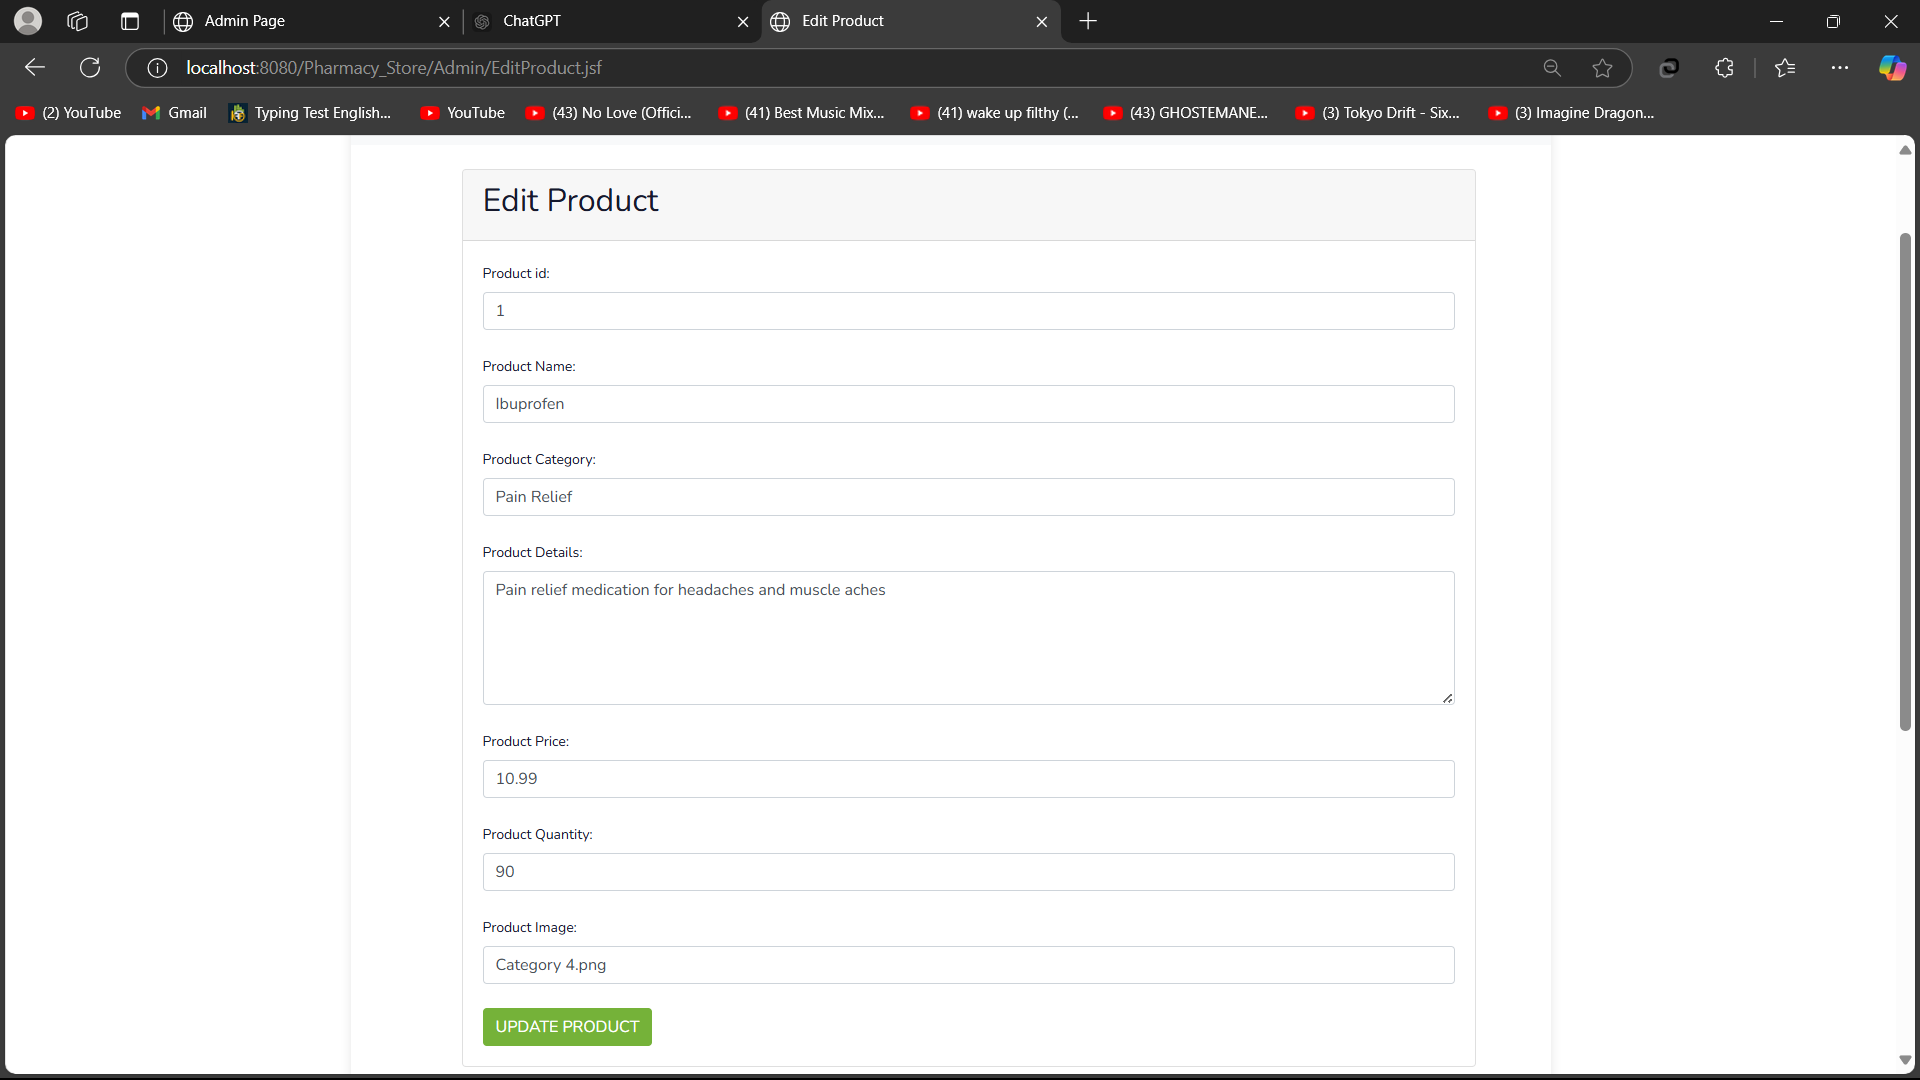 Admin Page
ChatGPT
Edit Product
localhost:8080/Pharmacy_Store/Admin/EditProduct.jsf
(2) YouTube
Gmail
Typing Test English...
YouTube
(43) No Love (Offici...
(41) Best Music Mix...
(41) wake up filthy (...
(43) GHOSTEMANE...
(3) Tokyo Drift - Six...
(3) Imagine Dragon...
Edit Product
Product id:
1
Product Name:
Ibuprofen
Product Category:
Pain Relief
Product Details:
Pain relief medication for headaches and muscle aches
Product Price:
10.99
Product Quantity:
90
Product Image:
Category 4.png
UPDATE PRODUCT